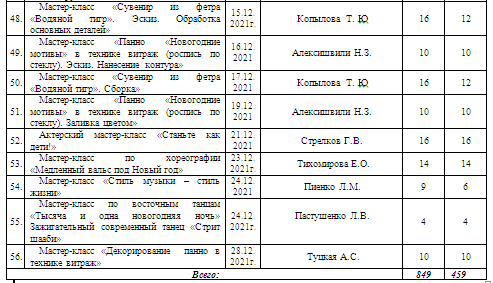 48. Мастер-класс «Сувенир из фетра «Водяной тигр». Эскиз. Обработка основных деталей» 15.12. 2021г. Копылова Т. Ю 16 12
49. Мастер-класс «Панно «Новогодние мотивы» в технике витраж (роспись по стеклу). Эскиз. Нанесение контура» 16.12. 2021 Алексишвили Н.З. 10 10
50. Мастер-класс «Сувенир из фетра «Водяной тигр». Сборка» 17.12. 2021 Копылова Т. Ю 16 12
51. Мастер-класс «Панно «Новогодние мотивы» в технике витраж (роспись по стеклу). Заливка цветом» 19.12. 2021 Алексишвили Н.З. 10 10
52. Актерский мастер-класс «Станьте как дети!» 21.12. 2021 Стрелков Г.В. 16 16
53. Мастер-класс по хореографии «Медленный вальс под Новый год» 23.12. 2021г. Тихомирова Е.О. 14 14
54. Мастер-класс «Стиль музыки – стиль жизни» 24.12. 2021 Пиенко Л.М. 9 6
55. Мастер-класс по восточным танцам «Тысяча и одна новогодняя ночь» Зажигательный современный танец «Стрит шааби» 24.12. 2021г. Пастушенко Л.В. 4 4
56. Мастер-класс «Декорирование панно в технике витраж» 28.12. 2021г. Туцкая А.С. 10 10
Всего: 849 459